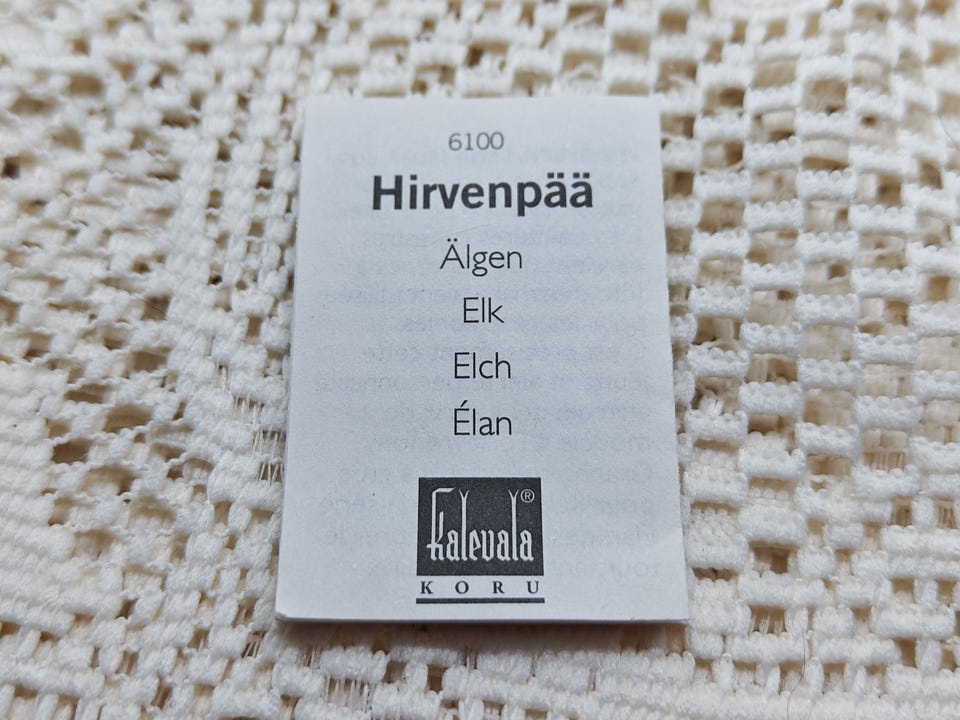 6100
Hirvenpää
Älgen
Elk
Elch
Élan
Kalevala®
KORU